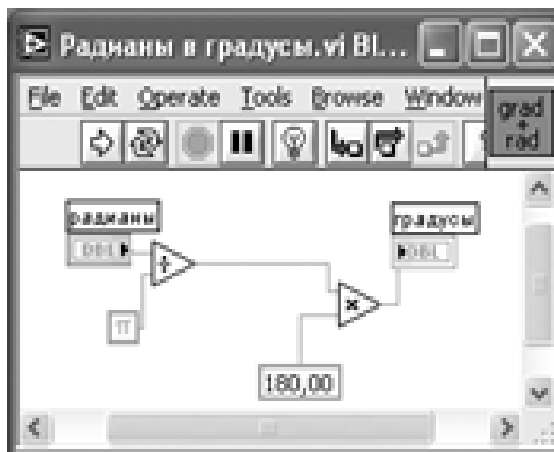 Радианы в градусы.vi Bl...
File Edit Operate Tools Browse Window
grad
rad
радианы
градусы
DBL
DBL
π
180,00